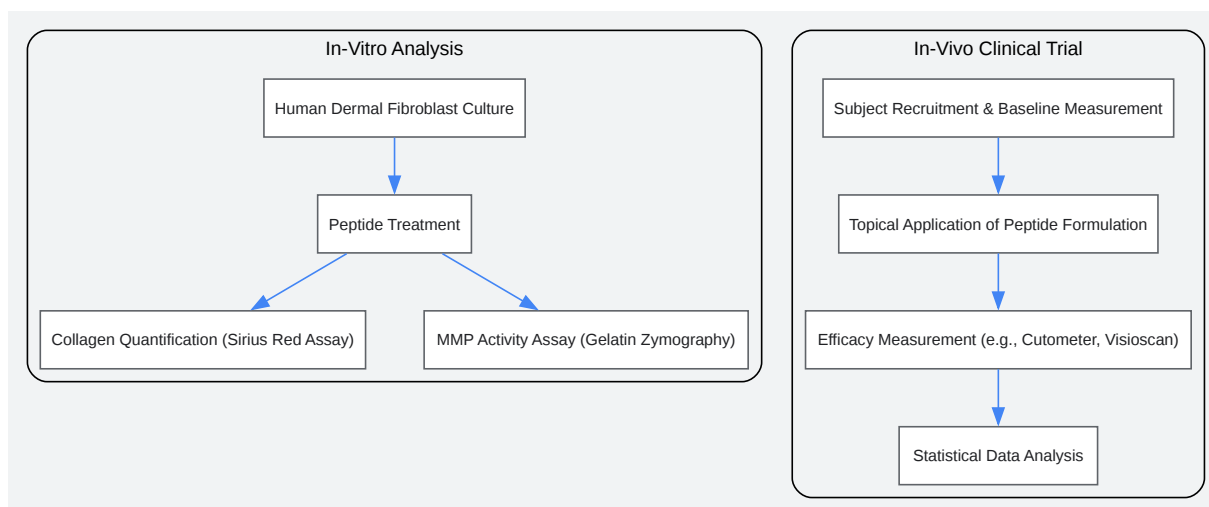 In-Vitro Analysis
Human Dermal Fibroblast Culture
Peptide Treatment
Collagen Quantification (Sirius Red Assay)
MMP Activity Assay (Gelatin Zymography)
In-Vivo Clinical Trial
Subject Recruitment & Baseline Measurement
Topical Application of Peptide Formulation
Efficacy Measurement (e.g., Cutometer, Visioscan)
Statistical Data Analysis